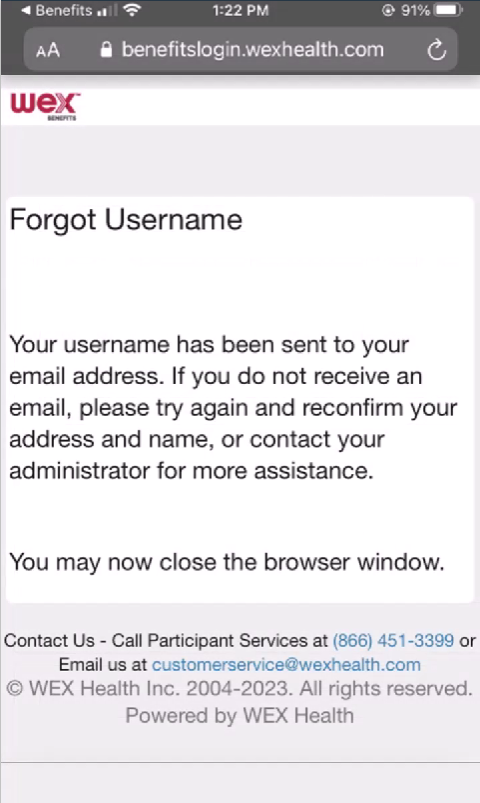 Benefits 1:22 PM 91%
AA benefitslogin.wexhealth.com
wex™
BENEFITS
Forgot Username
Your username has been sent to your
email address. If you do not receive an
email, please try again and reconfirm your
address and name, or contact your
administrator for more assistance.
You may now close the browser window.
Contact Us - Call Participant Services at (866) 451-3399 or
Email us at customerservice@wexhealth.com
© WEX Health Inc. 2004-2023. All rights reserved.
Powered by WEX Health